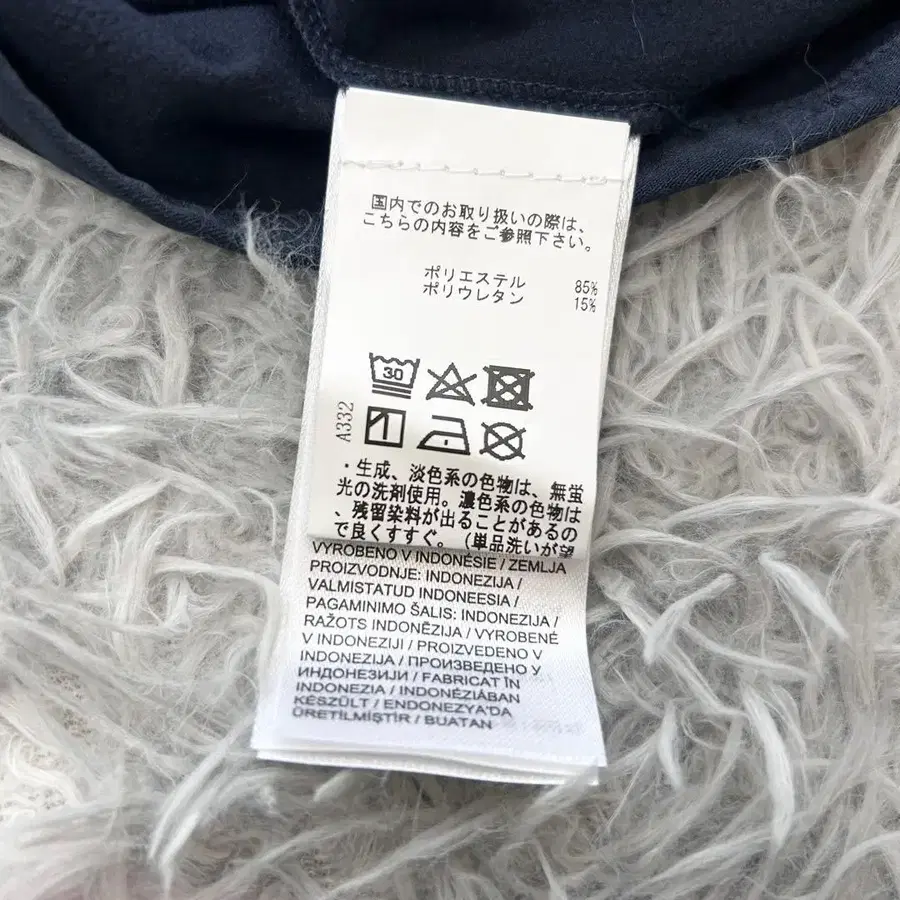 国内でのお取り扱いの際は、
こちらの内容をご参照下さい。
ポリエステル 85%
ポリウレタン 15%
30
A332
・生成、淡色系の色物は、無蛍
光の洗剤使用。濃色系の色物は
、残留染料が出ることがあるの
で良くすすぐ。（単品洗いが望
VYROBENO V INDONÉSIE / ZEMLJA
PROIZVODNJE: INDONEZIJA /
VALMISTATUD INDONEESIA /
PAGAMINIMO ŠALIS: INDONEZIJA /
RAŽOTS INDONĒZIJA / VYROBENÉ
V INDONEZIJI / PROIZVEDENO V
INDONEZIJA / ПРОИЗВЕДЕНО У
ИНДОНЕЗИЈИ / FABRICAT ÎN
INDONEZIA / INDONÉZIÁBAN
KÉSZÜLT / ENDONEZYA'DA
ÜRETİLMİŞTİR / BUATAN